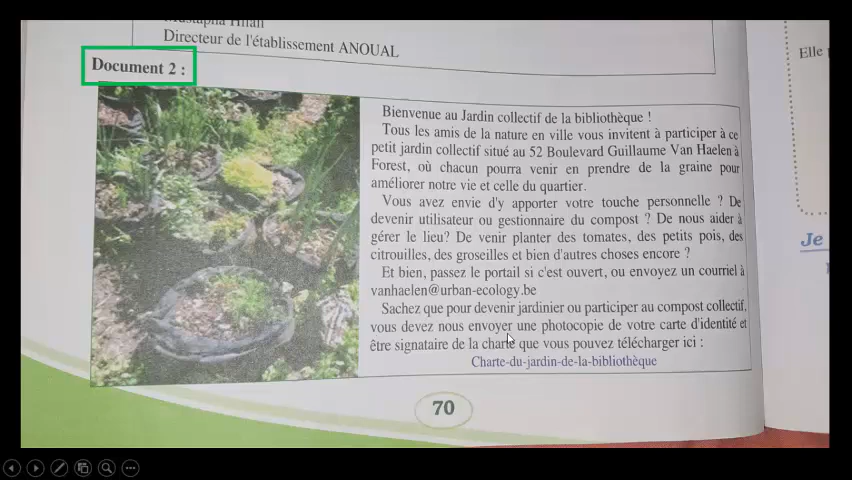 Directeur de l'établissement ANOUAL
Document 2 :
Bienvenue au Jardin collectif de la bibliothèque !
Tous les amis de la nature en ville vous invitent à participer à ce
petit jardin collectif situé au 52 Boulevard Guillaume Van Haelen à
Forest, où chacun pourra venir en prendre de la graine pour
améliorer notre vie et celle du quartier.
Vous avez envie d'y apporter votre touche personnelle ? De
devenir utilisateur ou gestionnaire du compost ? De nous aider à
gérer le lieu? De venir planter des tomates, des petits pois, des
citrouilles, des groseilles et bien d'autres choses encore ?
Et bien, passez le portail si c'est ouvert, ou envoyez un courriel à
vanhaelen@urban-ecology.be
Sachez que pour devenir jardinier ou participer au compost collectif,
vous devez nous envoyer une photocopie de votre carte d'identité et
être signataire de la charte que vous pouvez télécharger ici :
Charte-du-jardin-de-la-bibliothèque
70
Elle
Je